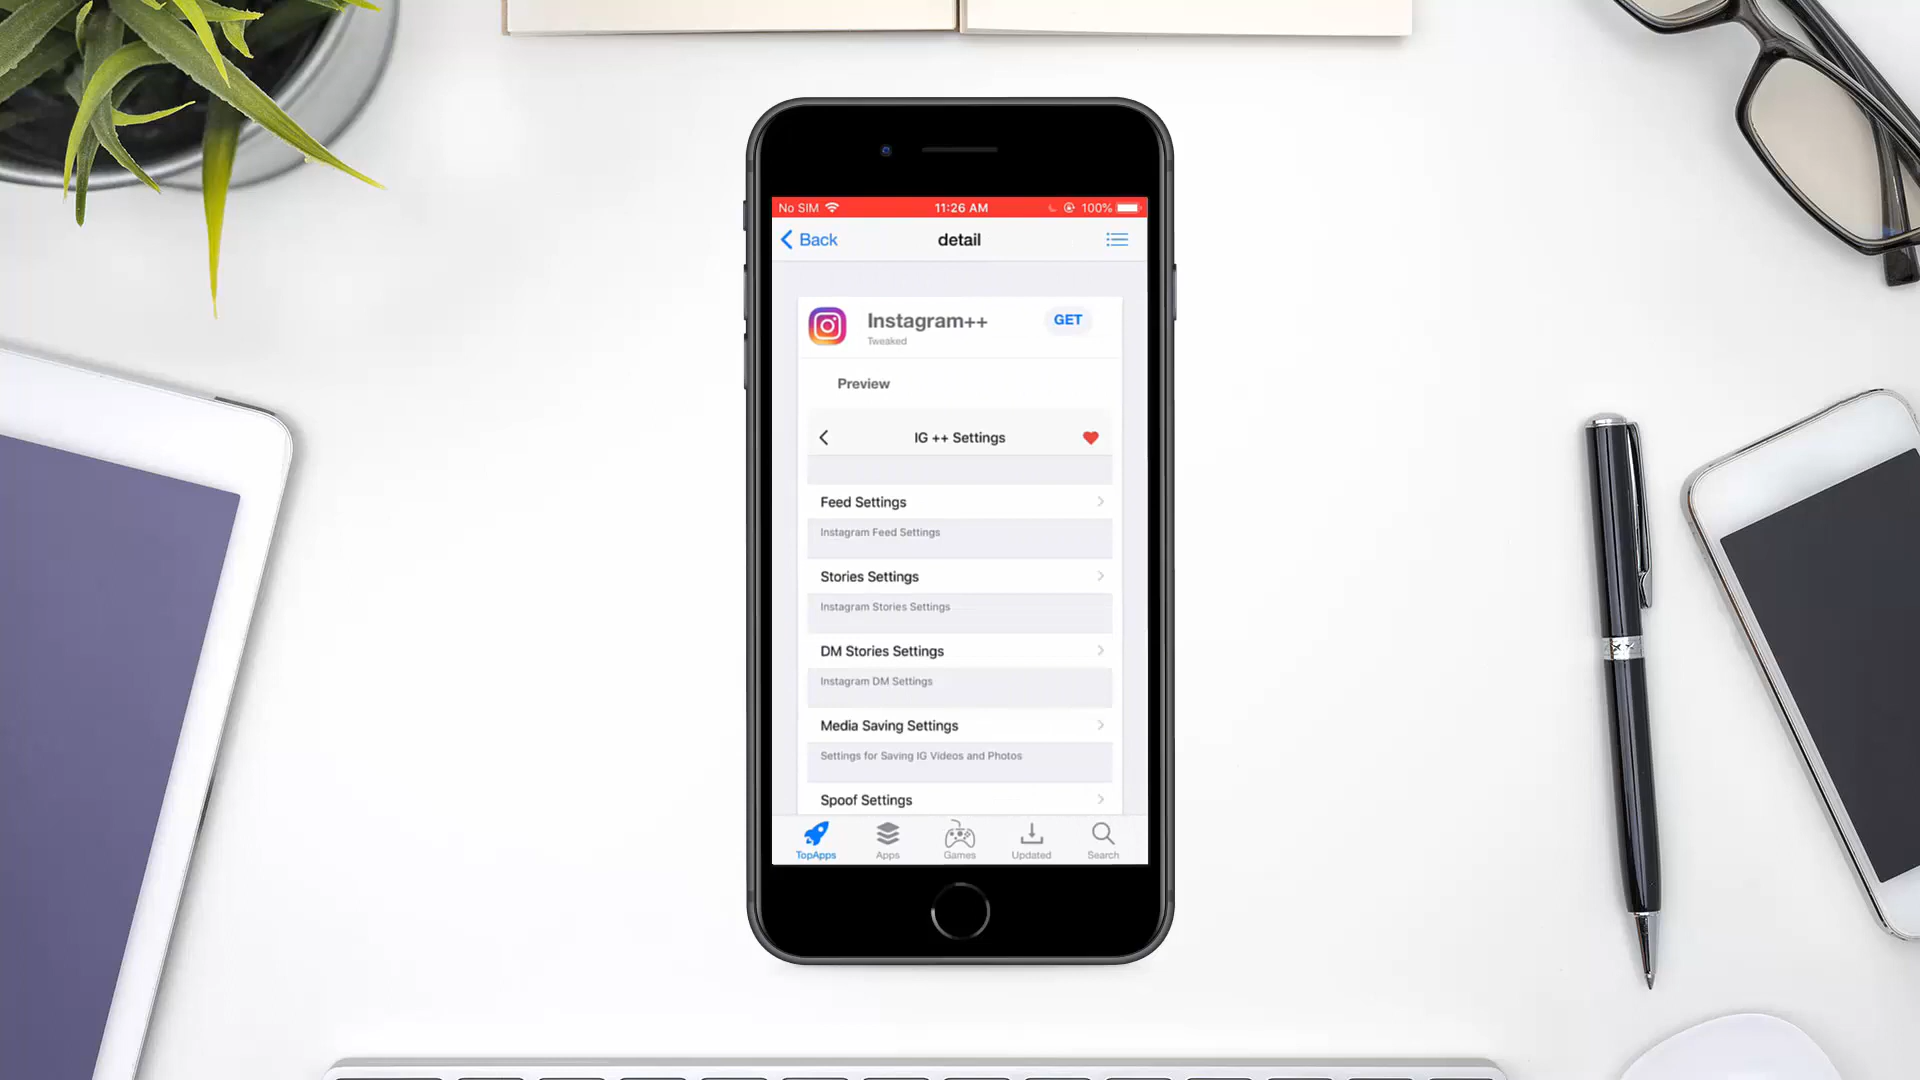 No SIM 11:26 AM 100%
Back detail
Instagram++ GET
Tweaked
Preview
IG ++ Settings
Feed Settings
Instagram Feed Settings
Stories Settings
Instagram Stories Settings
DM Stories Settings
Instagram DM Settings
Media Saving Settings
Settings for Saving IG Videos and Photos
Spoof Settings
TopApps Apps Games Updated Search